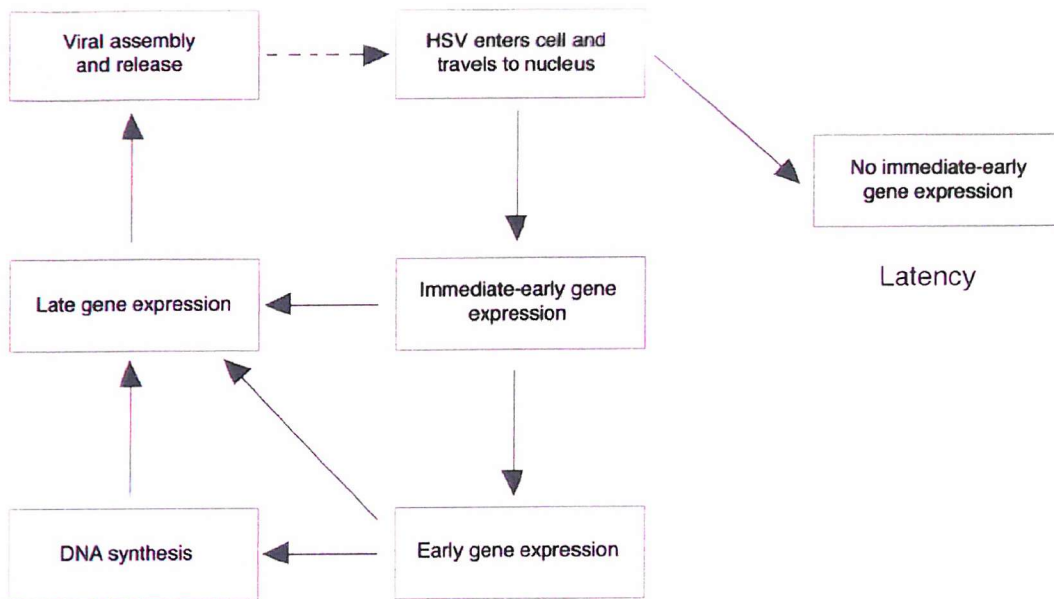 Viral assembly
and release
HSV enters cell and
travels to nucleus
No immediate-early
gene expression
Latency
Late gene expression
Immediate-early gene
expression
DNA synthesis
Early gene expression